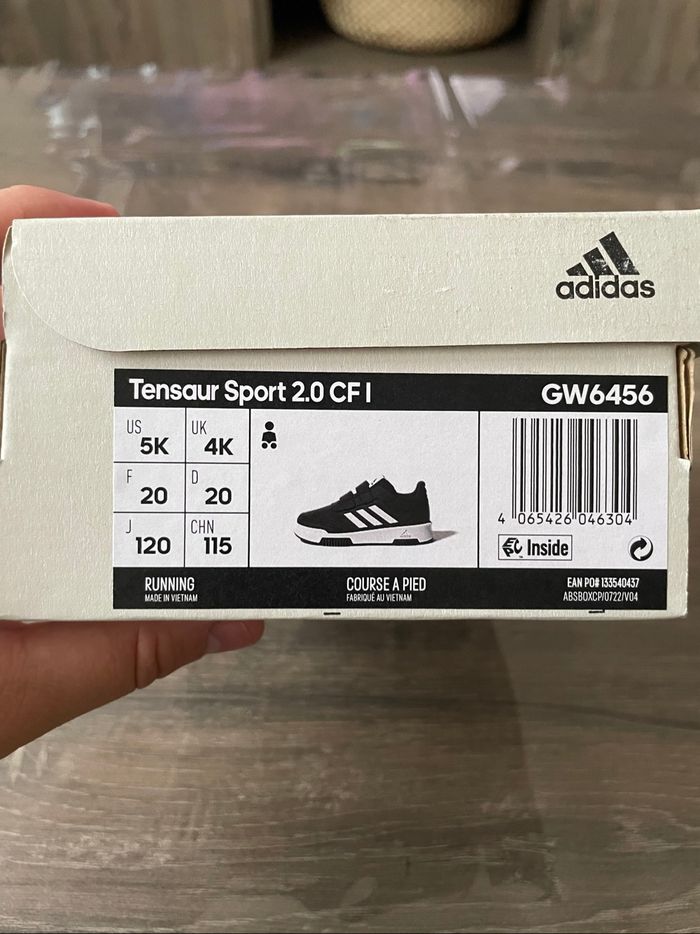 adidas
Tensaur Sport 2.0 CF I GW6456
US 5K UK 4K
F 20 D 20
J 120 CHN 115
4 065426 046304
Inside
RUNNING
MADE IN VIETNAM
COURSE A PIED
FABRIQUÉ AU VIETNAM
EAN PO# 133540437
ABSBOXCP/0722/V04